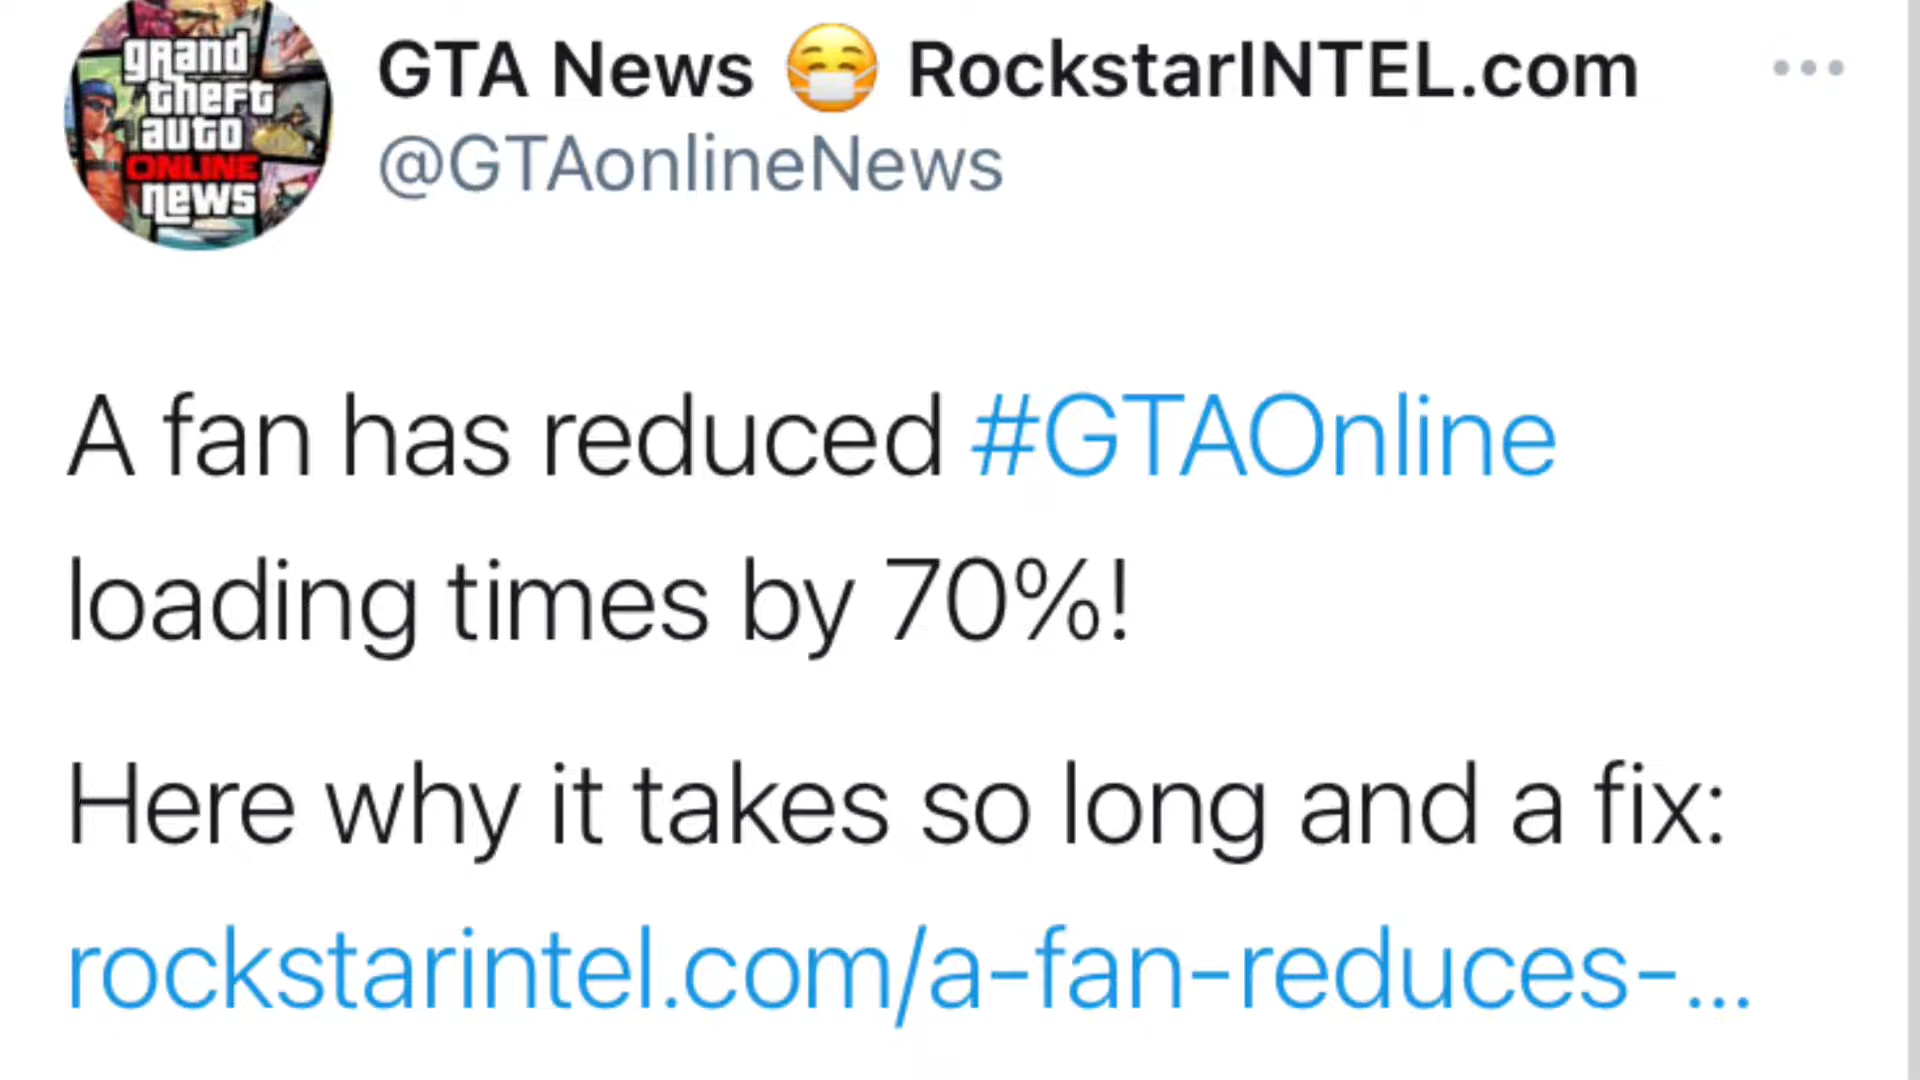 grand
theft
auto
ONLINE
news
GTA News 😷 RockstarINTEL.com
@GTAonlineNews
A fan has reduced #GTAOnline
loading times by 70%!
Here why it takes so long and a fix:
rockstarintel.com/a-fan-reduces-...